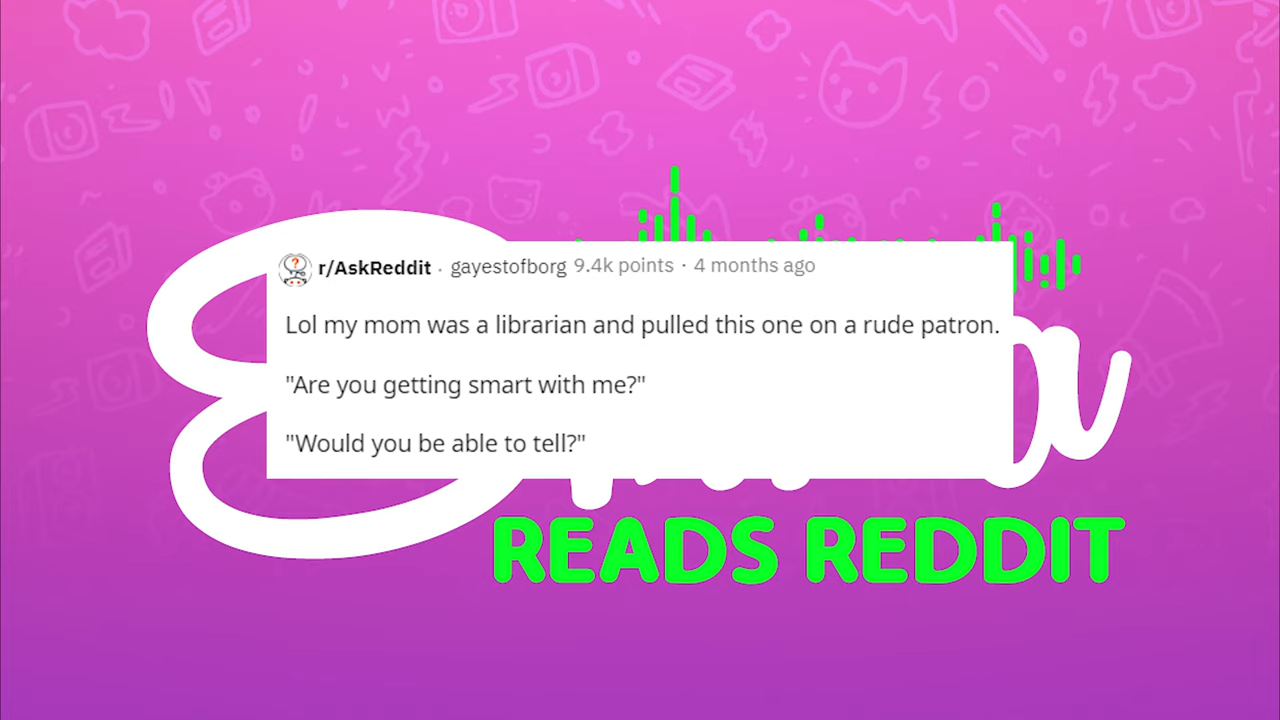 r/AskReddit · gayestofborg 9.4k points · 4 months ago
Lol my mom was a librarian and pulled this one on a rude patron.
"Are you getting smart with me?"
"Would you be able to tell?"
READS REDDIT